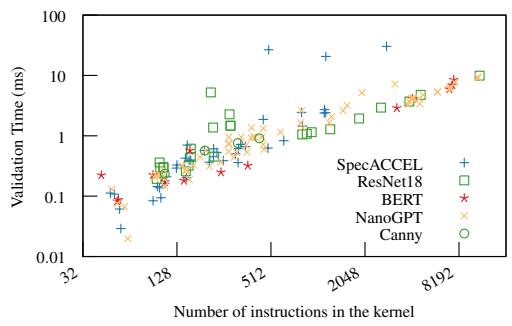 100
10
1
0.1
0.01
Validation Time (ms)
SpecACCEL
ResNet18
BERT
NanoGPT
Canny
32
128
512
2048
8192
Number of instructions in the kernel